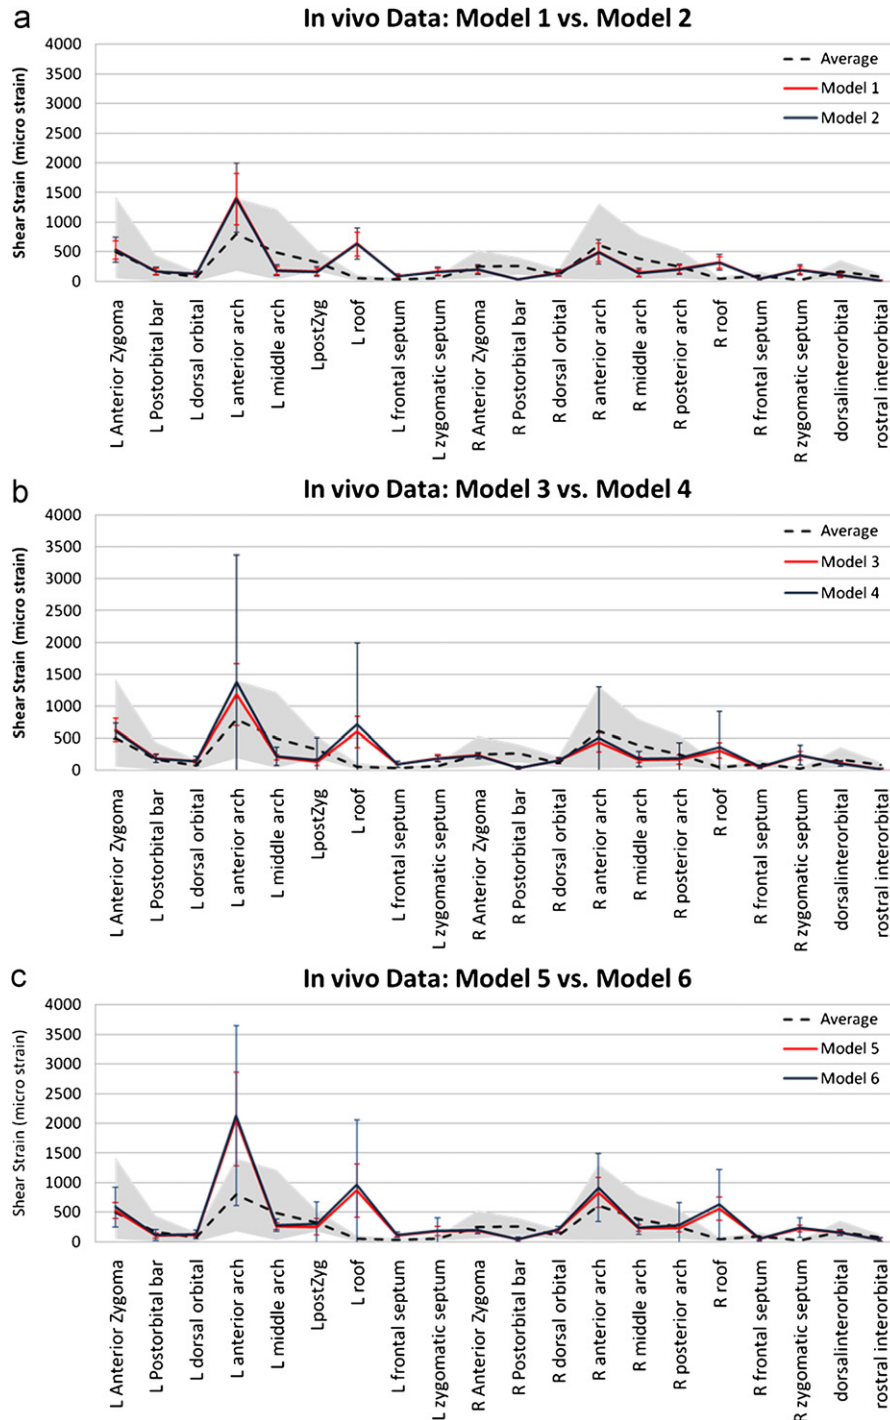 a
In vivo Data: Model 1 vs. Model 2
Shear Strain (micro strain)
4000
3500
3000
2500
2000
1500
1000
500
0
Average
Model 1
Model 2
L Anterior Zygoma
L Postorbital bar
L dorsal orbital
L anterior arch
L middle arch
LpostZyg
L roof
L frontal septum
L zygomatic septum
R Anterior Zygoma
R Postorbital bar
R dorsal orbital
R anterior arch
R middle arch
R posterior arch
R roof
R frontal septum
R zygomatic septum
dorsalinterorbital
rostral interorbital
b
In vivo Data: Model 3 vs. Model 4
Shear Strain (micro strain)
4000
3500
3000
2500
2000
1500
1000
500
0
Average
Model 3
Model 4
L Anterior Zygoma
L Postorbital bar
L dorsal orbital
L anterior arch
L middle arch
LpostZyg
L roof
L frontal septum
L zygomatic septum
R Anterior Zygoma
R Postorbital bar
R dorsal orbital
R anterior arch
R middle arch
R posterior arch
R roof
R frontal septum
R zygomatic septum
dorsalinterorbital
rostral interorbital
c
In vivo Data: Model 5 vs. Model 6
Shear Strain (micro strain)
4000
3500
3000
2500
2000
1500
1000
500
0
Average
Model 5
Model 6
L Anterior Zygoma
L Postorbital bar
L dorsal orbital
L anterior arch
L middle arch
LpostZyg
L roof
L frontal septum
L zygomatic septum
R Anterior Zygoma
R Postorbital bar
R dorsal orbital
R anterior arch
R middle arch
R posterior arch
R roof
R frontal septum
R zygomatic septum
dorsalinterorbital
rostral interorbital